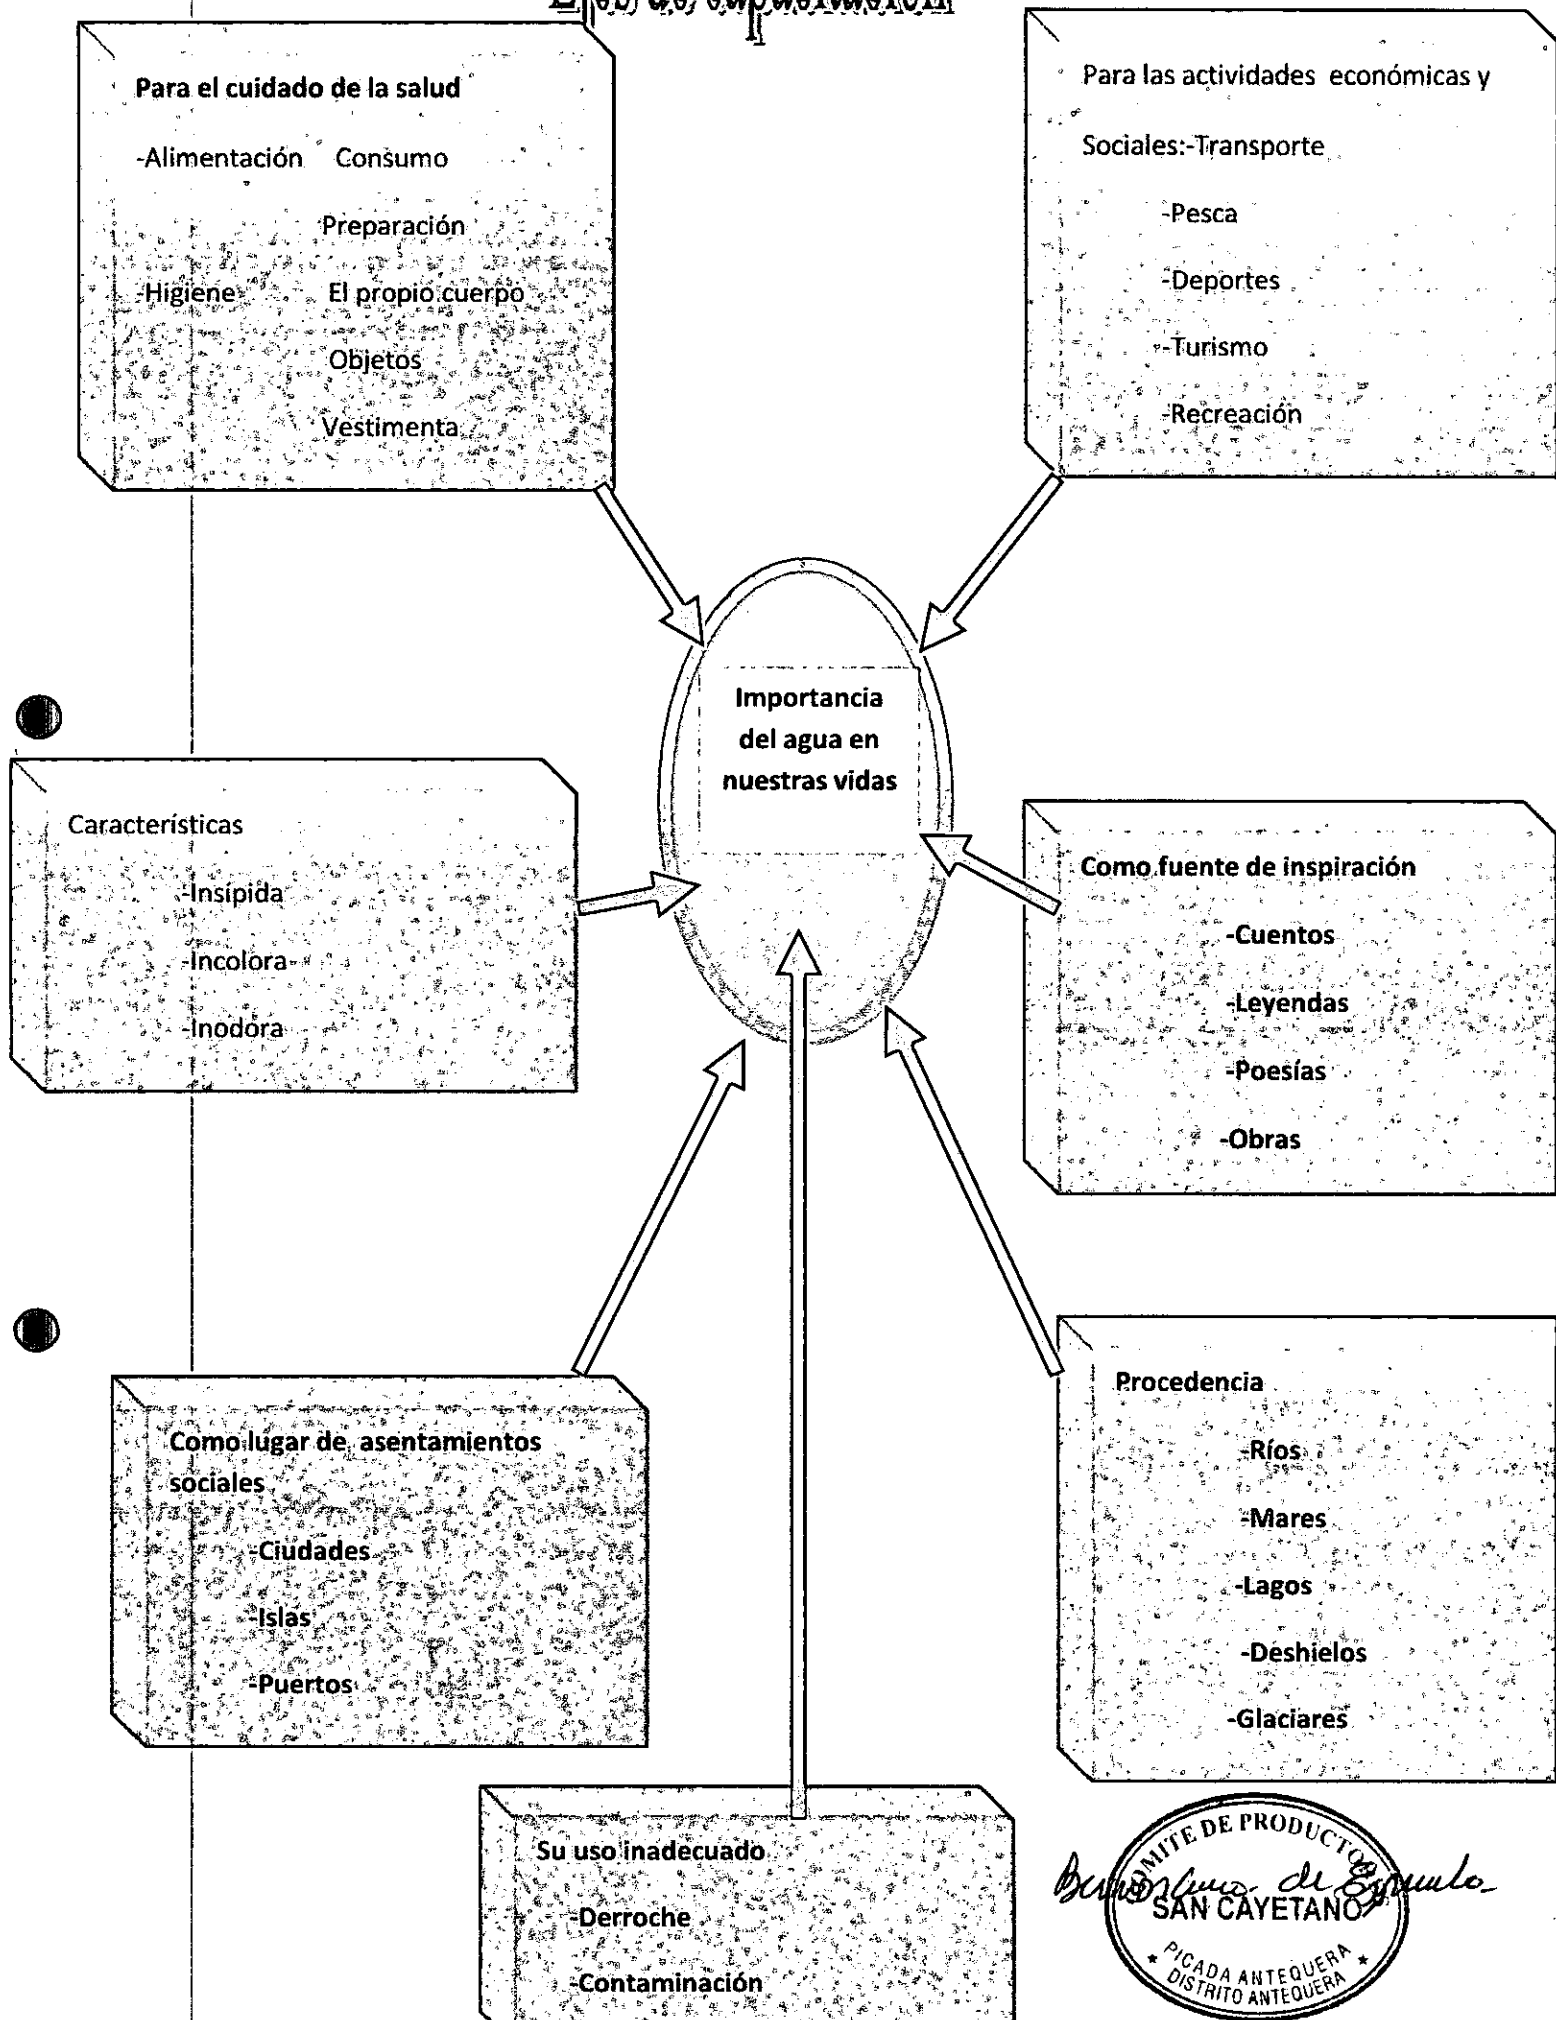 Ejes de capacitación
Para el cuidado de la salud
-Alimentación Consumo
Preparación
-Higiene El propio cuerpo
Objetos
Vestimenta
Para las actividades económicas y
Sociales:-Transporte
-Pesca
-Deportes
-Turismo
-Recreación
Importancia
del agua en
nuestras vidas
Características
-Insípida
-Incolora
-Inodora
Como fuente de inspiración
-Cuentos
-Leyendas
-Poesías
-Obras
Como lugar de asentamientos
sociales
-Ciudades
-Islas
-Puertos
Procedencia
-Ríos
-Mares
-Lagos
-Deshielos
-Glaciares
Su uso inadecuado
-Derroche
-Contaminación
COMITE DE PRODUCTORES
SAN CAYETANO
PICADA ANTEQUERA
DISTRITO ANTEQUERA